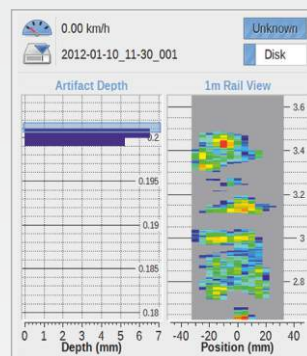 0.00 km/h
Unknown
2012-01-10_11-30_001
Disk
Artifact Depth
1m Rail View
0.2
0.195
0.19
0.185
0.18
0 1 2 3 4 5 6 7
Depth (mm)
3.6
3.4
3.2
3
2.8
-40 -20 0 20 40
Position (mm)